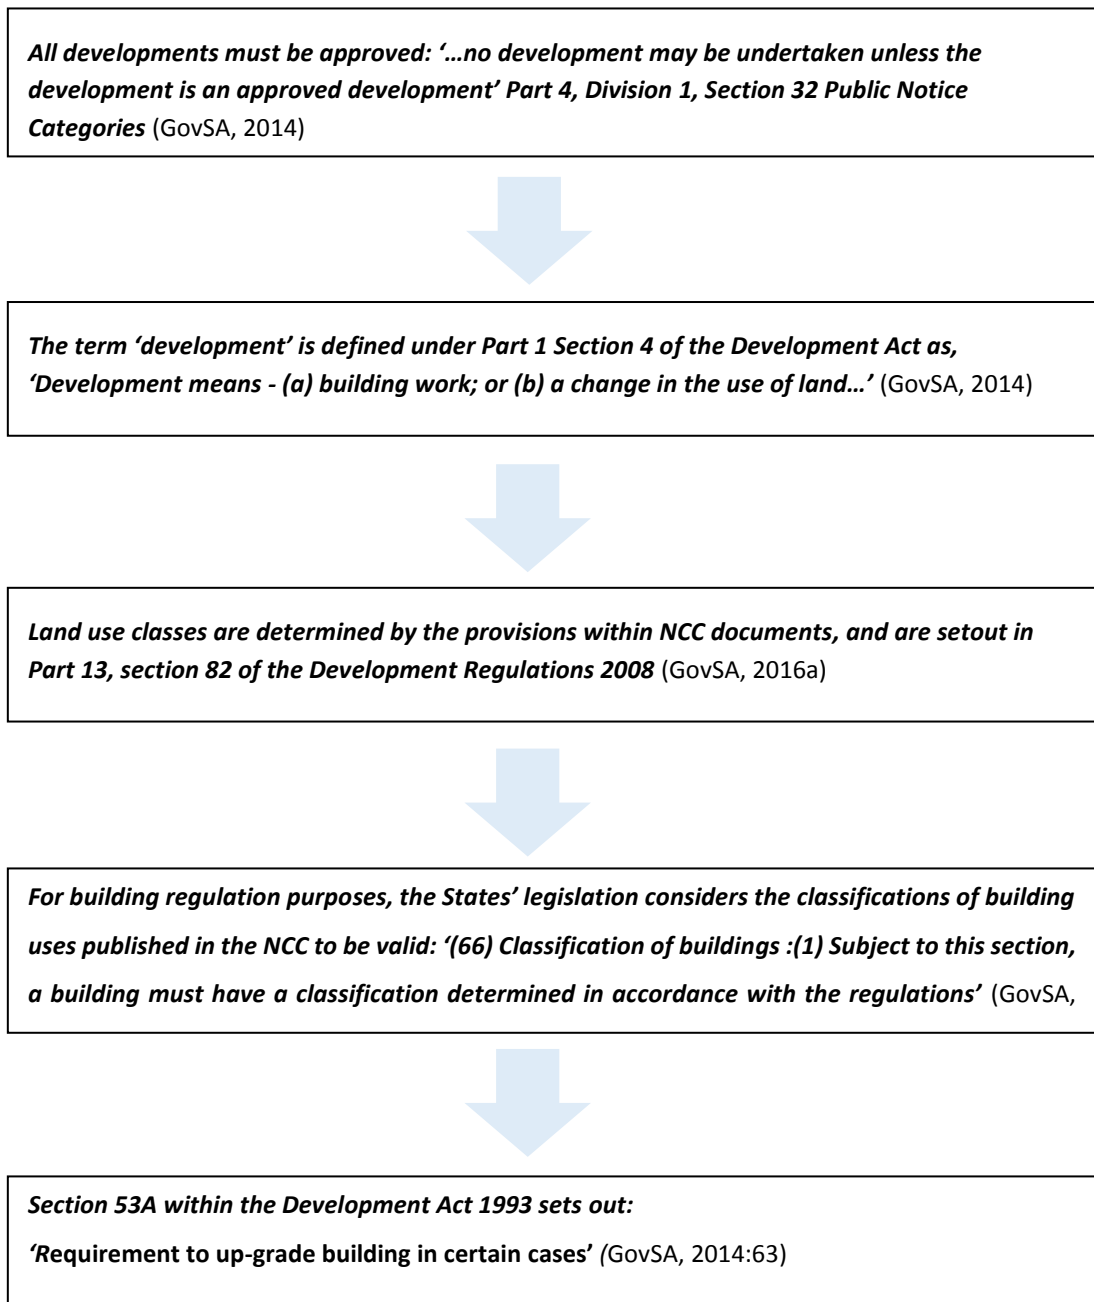 All developments must be approved: ‘…no development may be undertaken unless the
development is an approved development’ Part 4, Division 1, Section 32 Public Notice
Categories (GovSA, 2014)
The term ‘development’ is defined under Part 1 Section 4 of the Development Act as,
‘Development means - (a) building work; or (b) a change in the use of land…’ (GovSA, 2014)
Land use classes are determined by the provisions within NCC documents, and are setout in
Part 13, section 82 of the Development Regulations 2008 (GovSA, 2016a)
For building regulation purposes, the States’ legislation considers the classifications of building
uses published in the NCC to be valid: ‘(66) Classification of buildings :(1) Subject to this section,
a building must have a classification determined in accordance with the regulations’ (GovSA,
Section 53A within the Development Act 1993 sets out:
‘Requirement to up-grade building in certain cases’ (GovSA, 2014:63)